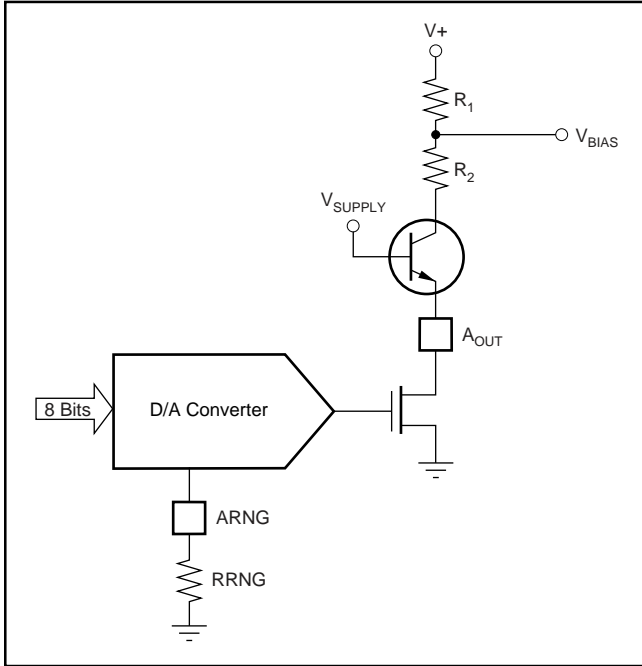 V+
R1
VBIAS
R2
VSUPPLY
AOUT
8 Bits
D/A Converter
ARNG
RRNG